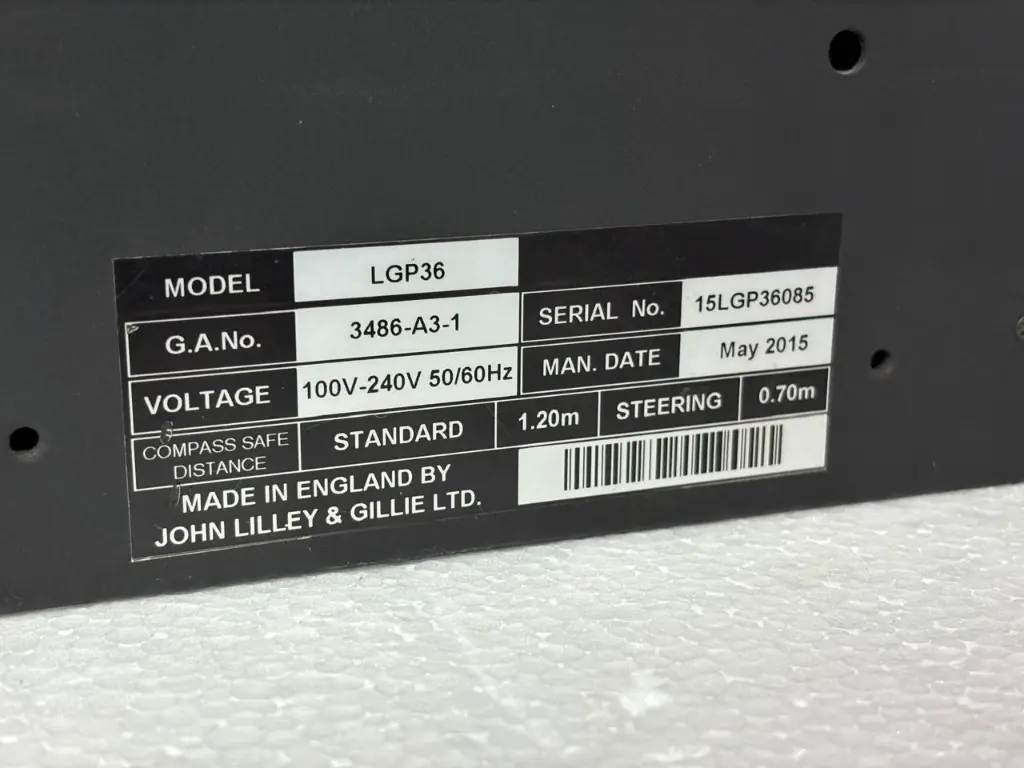 MODEL LGP36
G.A.No. 3486-A3-1 SERIAL No. 15LGP36085
VOLTAGE 100V-240V 50/60Hz MAN. DATE May 2015
COMPASS SAFE DISTANCE STANDARD 1.20m STEERING 0.70m
MADE IN ENGLAND BY
JOHN LILLEY & GILLIE LTD.